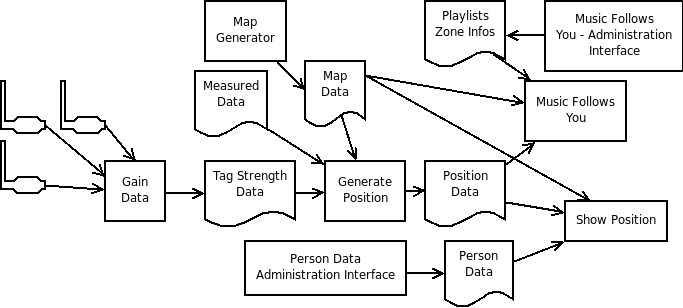 Map
Generator
Playlists
Zone Infos
Music Follows
You - Administration
Interface
Measured
Data
Map
Data
Music Follows
You
Gain
Data
Tag Strength
Data
Generate
Position
Position
Data
Show Position
Person Data
Administration Interface
Person
Data